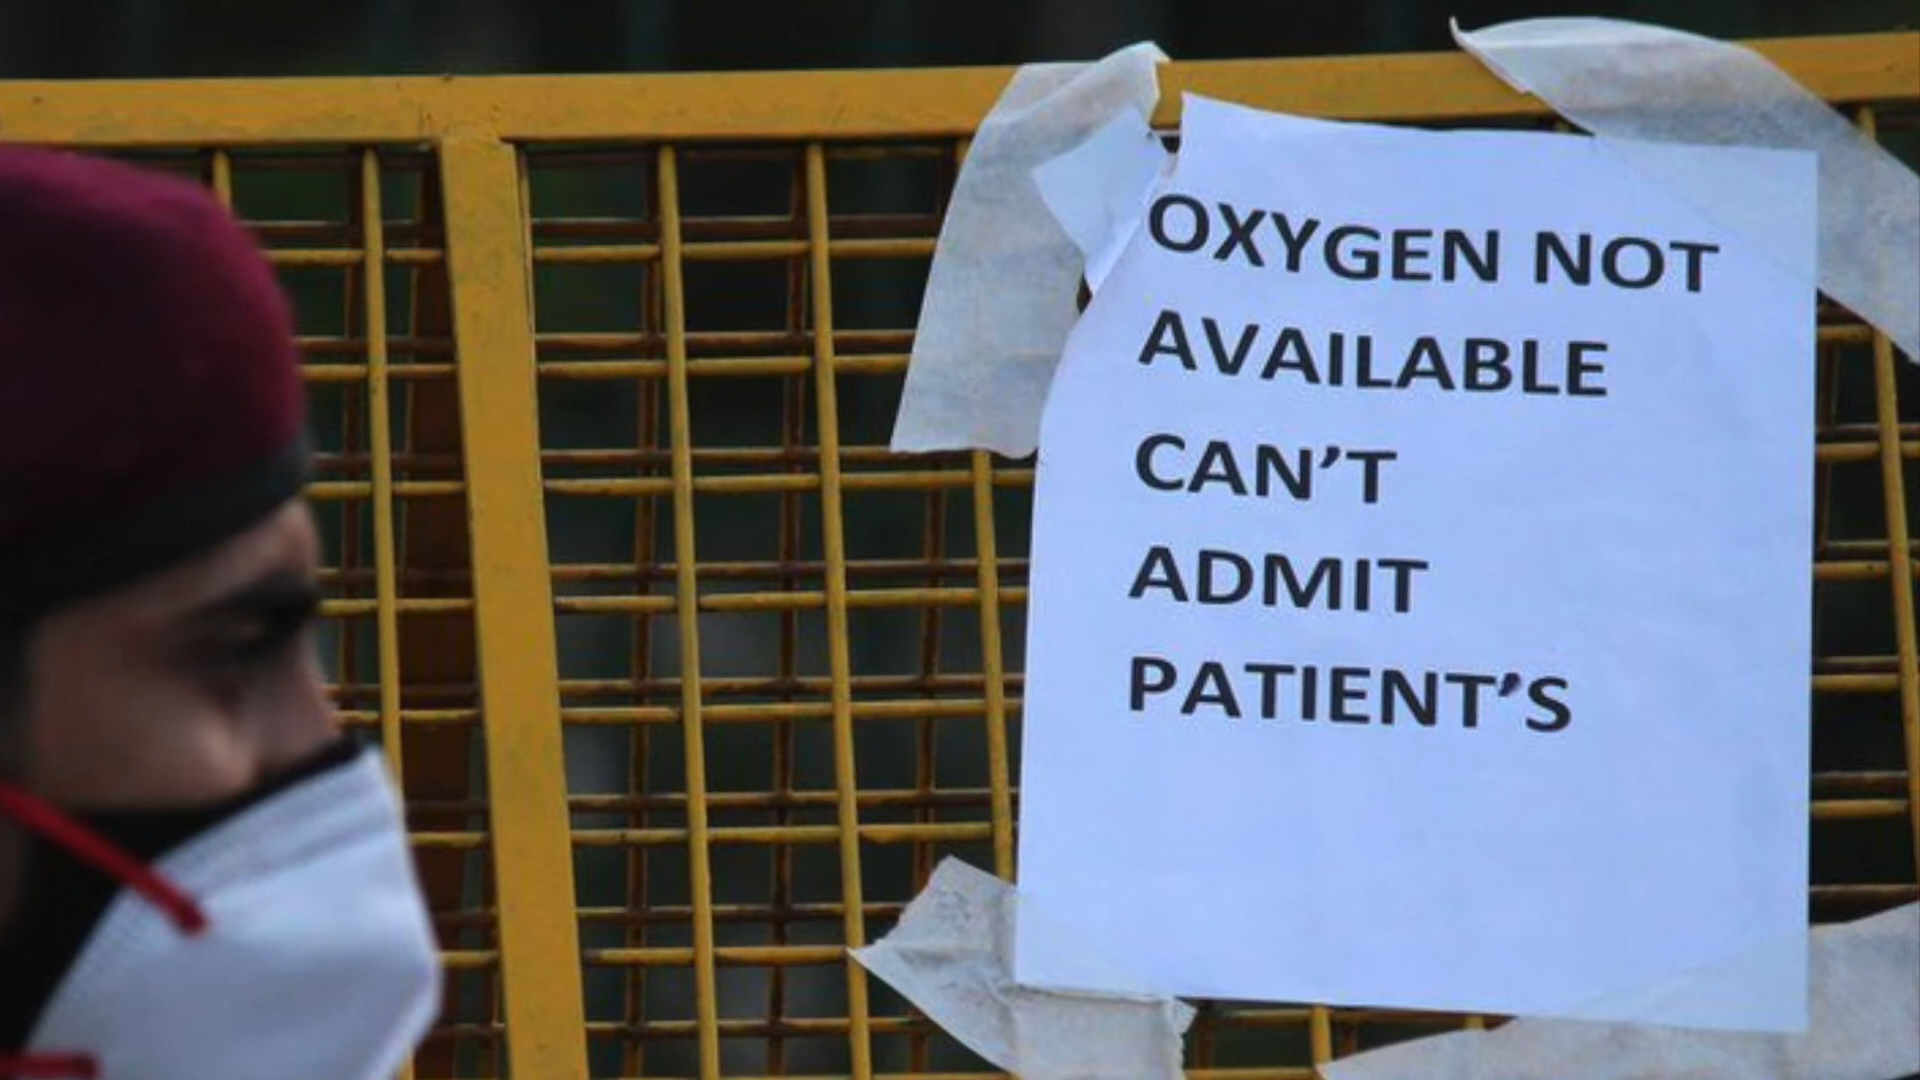 OXYGEN NOT
AVAILABLE
CAN’T
ADMIT
PATIENT’S